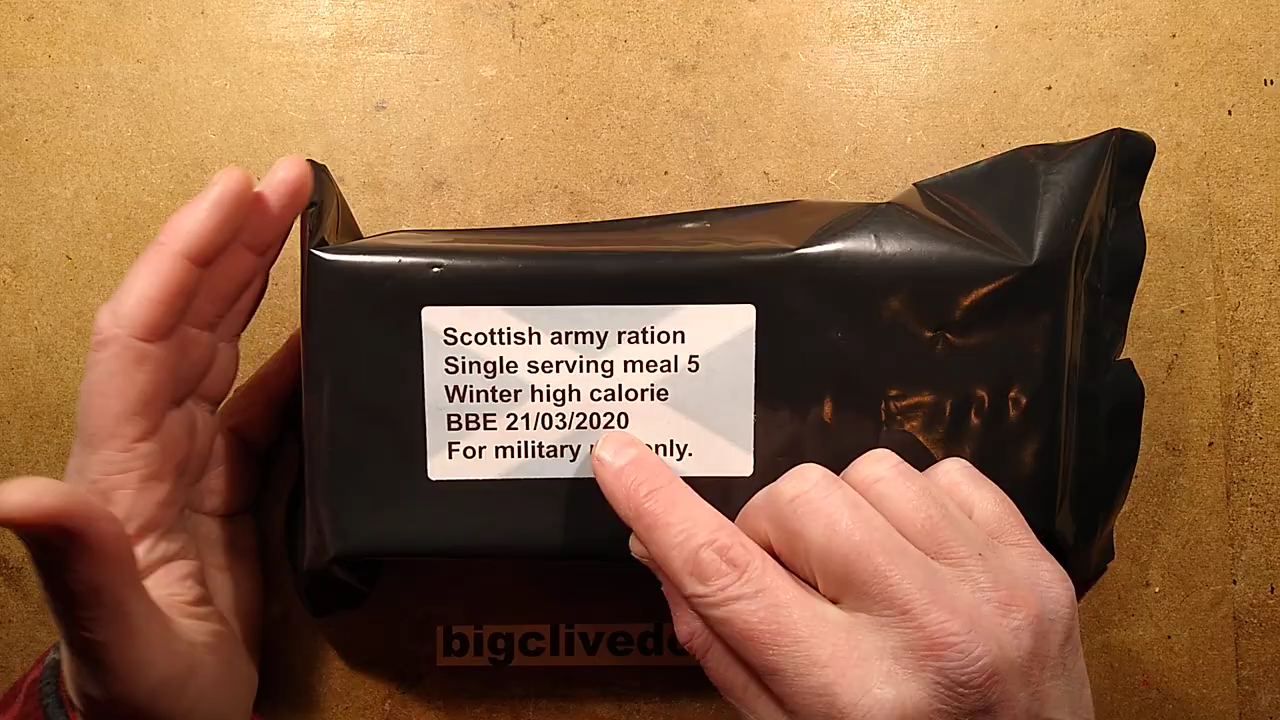 Scottish army ration
Single serving meal 5
Winter high calorie
BBE 21/03/2020
For military only.
bigclivedo